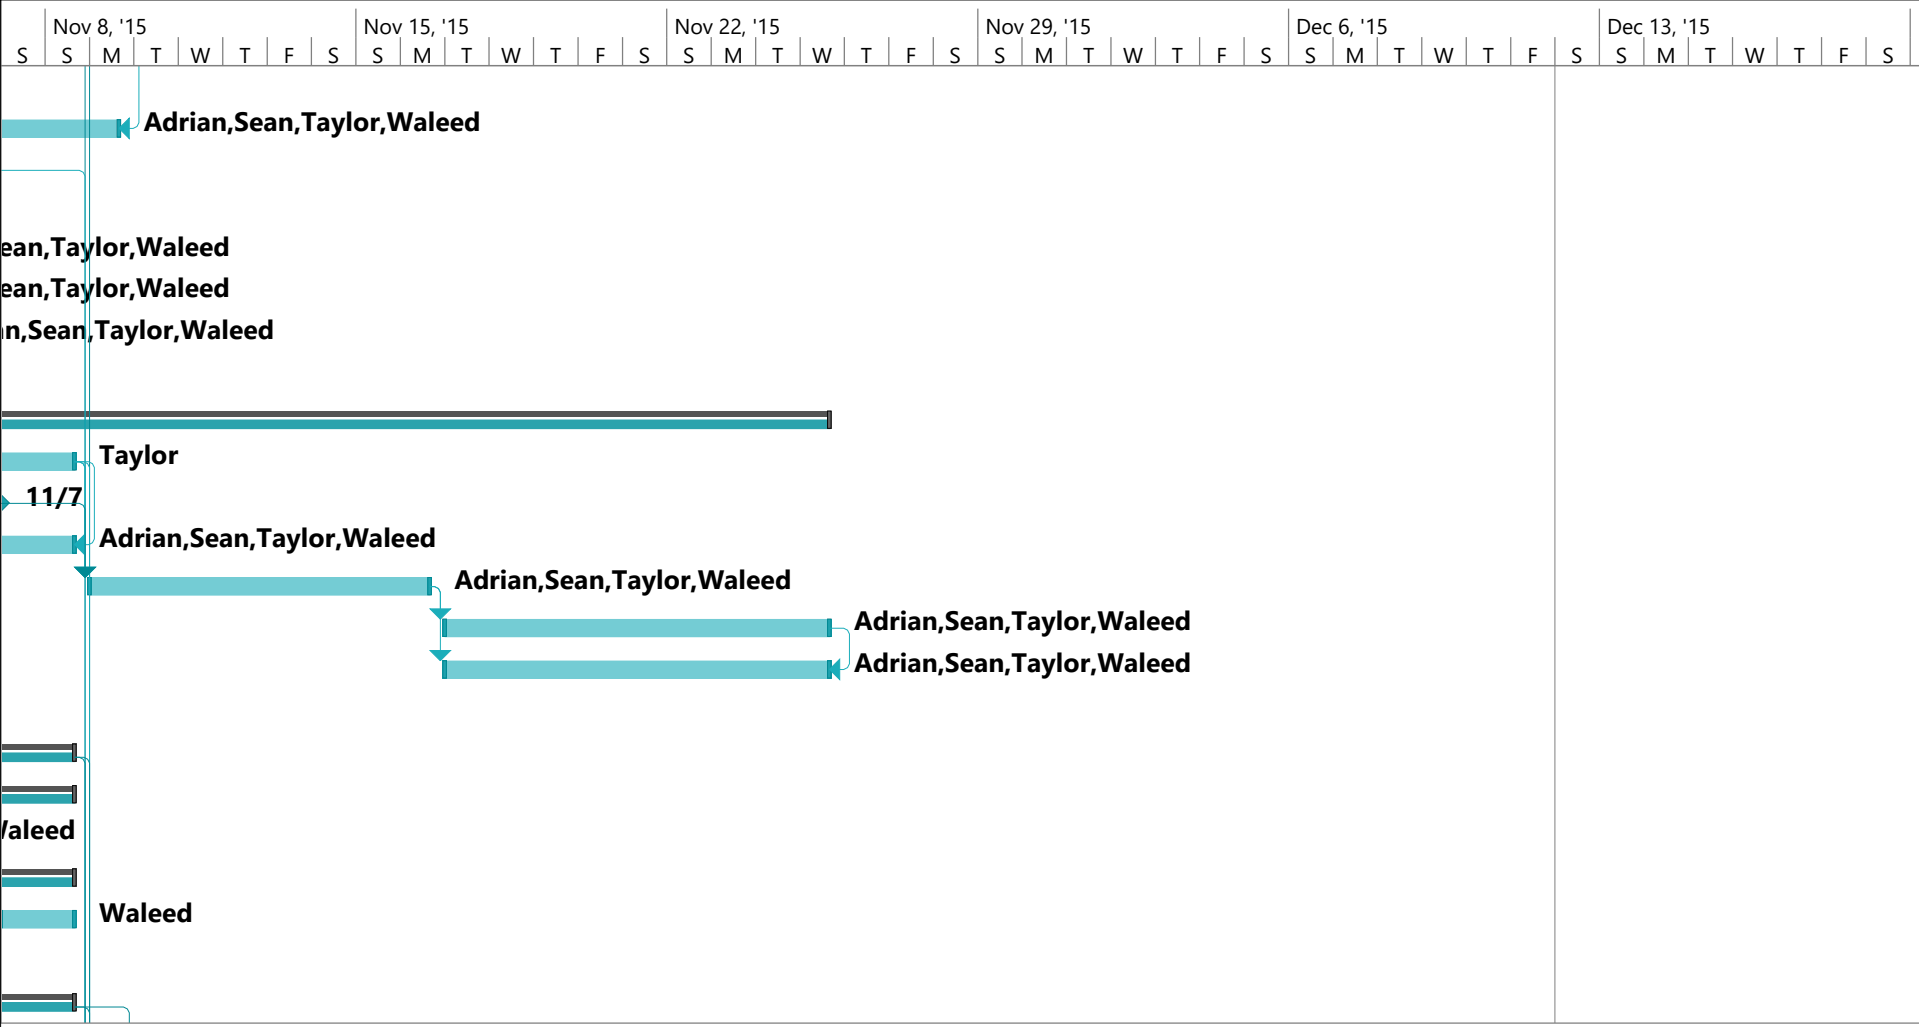 Nov 8, '15 Nov 15, '15 Nov 22, '15 Nov 29, '15 Dec 6, '15 Dec 13, '15
S S M T W T F S S M T W T F S S M T W T F S S M T W T F S S M T W T F S S M T W T F S
Adrian,Sean,Taylor,Waleed
ean,Taylor,Waleed
ean,Taylor,Waleed
n,Sean,Taylor,Waleed
Taylor
11/7
Adrian,Sean,Taylor,Waleed
Adrian,Sean,Taylor,Waleed
Adrian,Sean,Taylor,Waleed
Adrian,Sean,Taylor,Waleed
aleed
Waleed